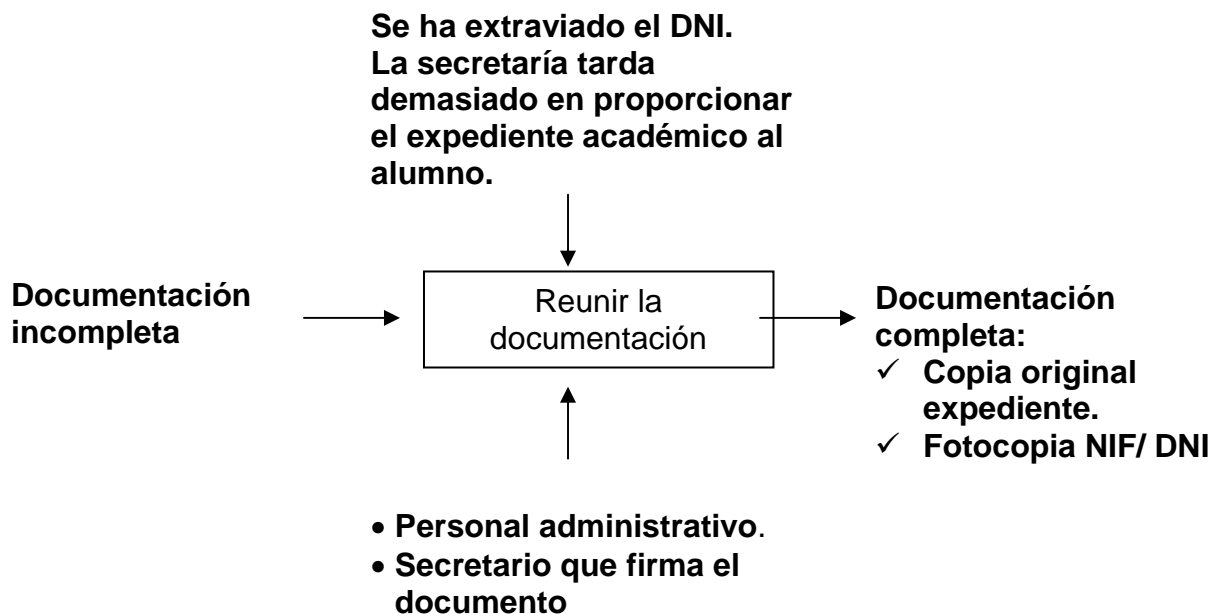 Se ha extraviado el DNI.
La secretaría tarda
demasiado en proporcionar
el expediente académico al
alumno.
Documentación
incompleta
Reunir la
documentación
Documentación
completa:
✓ Copia original
expediente.
✓ Fotocopia NIF/ DNI
• Personal administrativo.
• Secretario que firma el
documento